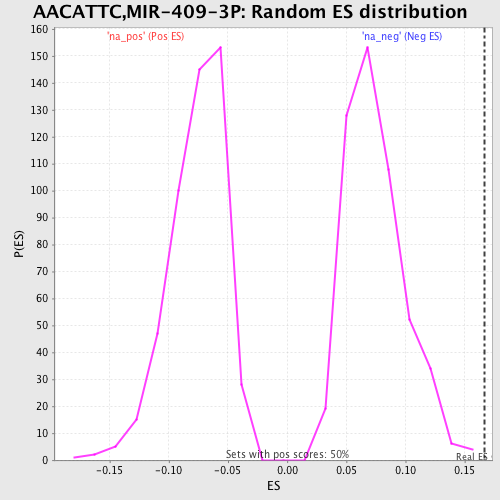 AACATTC,MIR-409-3P: Random ES distribution
'na_pos' (Pos ES) 'na_neg' (Neg ES)
160
150
140
130
120
110
100
90
80
70
60
50
40
30
20
10
0
P(ES)
Sets with pos scores: 50%
Real ES
-0.15 -0.10 -0.05 0.00 0.05 0.10 0.15
ES